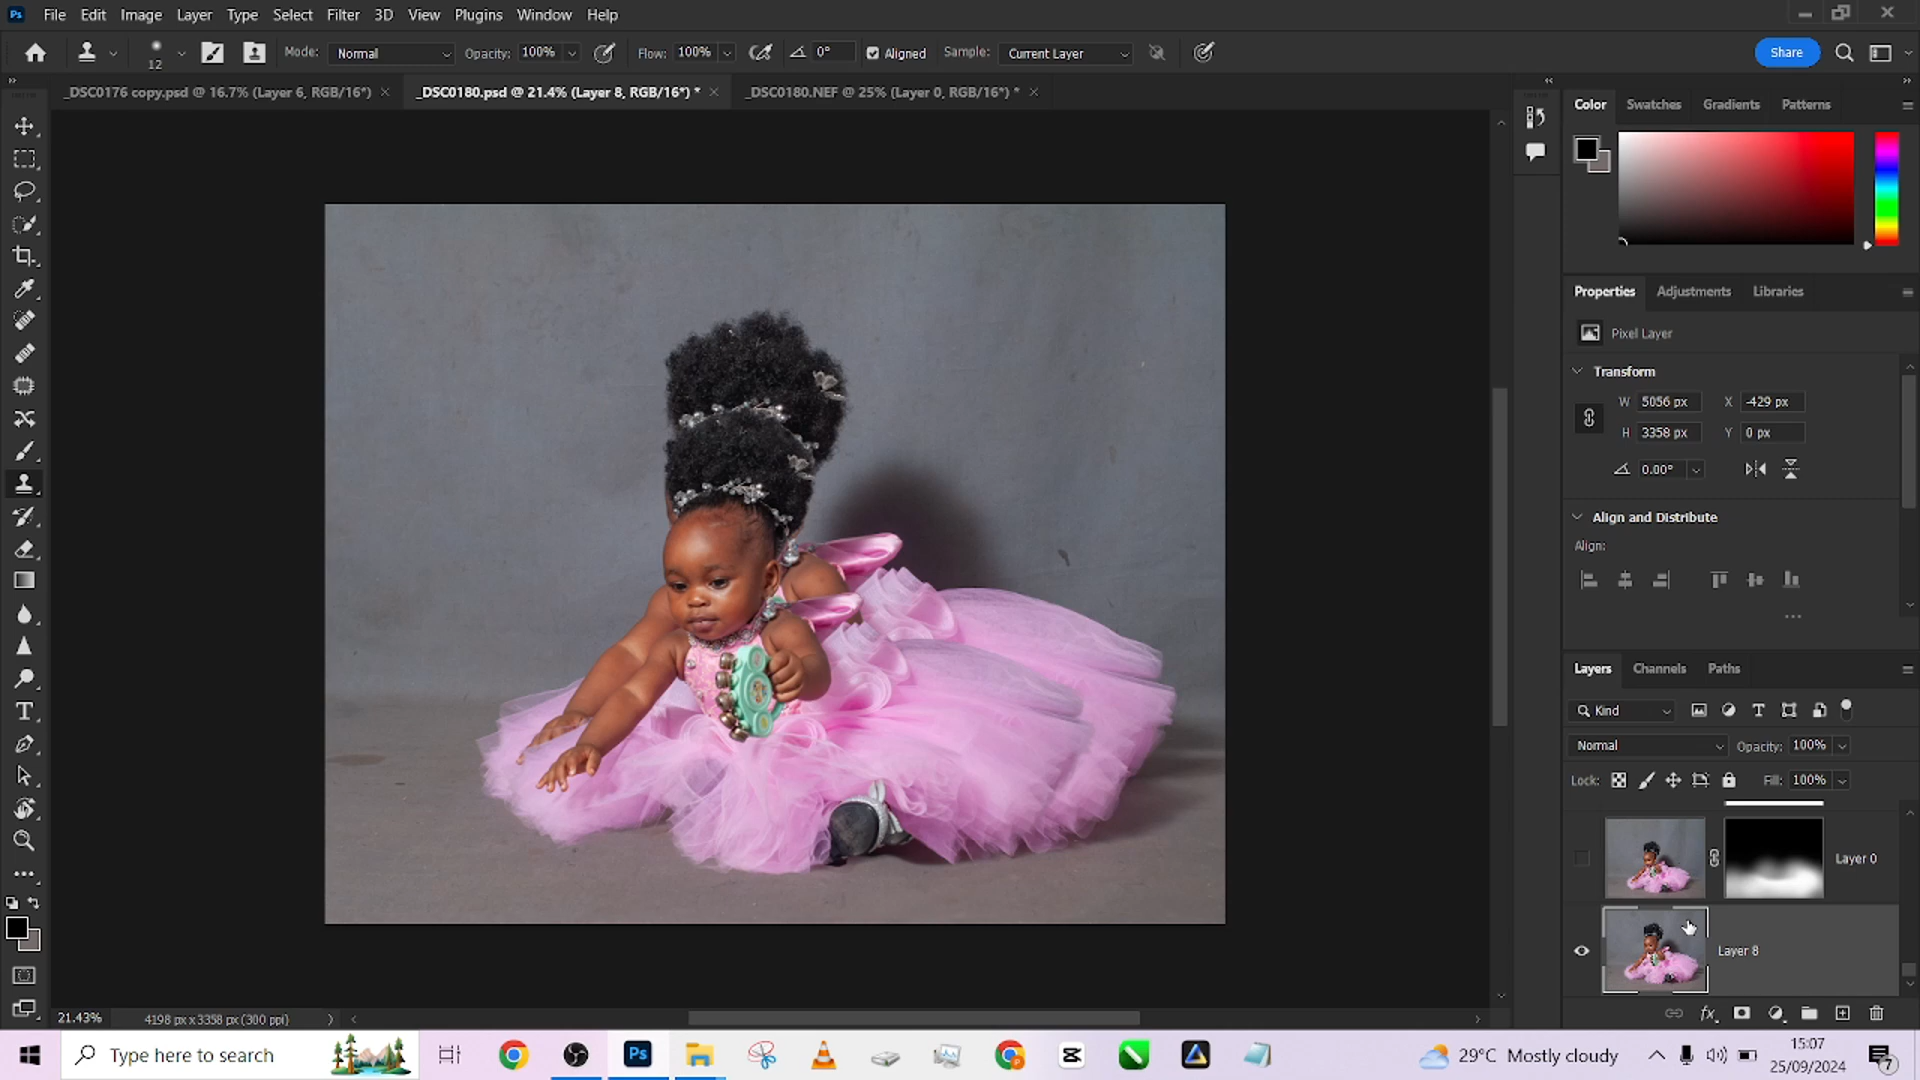 Ps File Edit Image Layer Type Select Filter 3D View Plugins Window Help
12 Mode: Normal Opacity: 100% Flow: 100% 0° Aligned Sample: Current Layer Share
_DSC0176 copy.psd @ 16.7% (Layer 6, RGB/16*) _DSC0180.psd @ 21.4% (Layer 8, RGB/16*) * _DSC0180.NEF @ 25% (Layer 0, RGB/16*) *
Color Swatches Gradients Patterns
Properties Adjustments Libraries
Pixel Layer
Transform
W 5056 px X -429 px
H 3358 px Y 0 px
0.00°
Align and Distribute
Align:
Layers Channels Paths
Kind
Normal Opacity: 100%
Lock: Fill: 100%
Layer 0
Layer 8
fx
21.43% 4198 px x 3358 px (300 ppi)
Type here to search Ps 29°C Mostly cloudy 15:07
25/09/2024
7